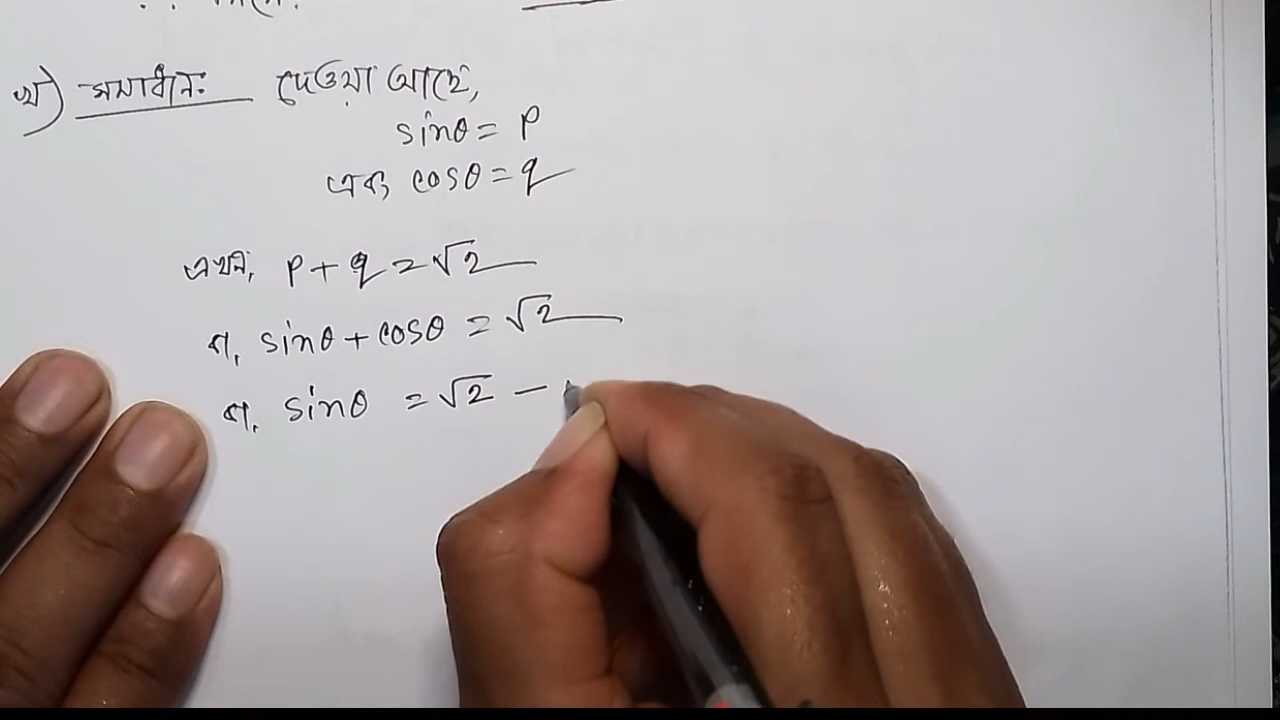 খ) সমাধান: দেওয়া আছে,
sinθ = p
এবং cosθ = q
এখন, p + q = √2
বা, sinθ + cosθ = √2
বা, sinθ = √2 −